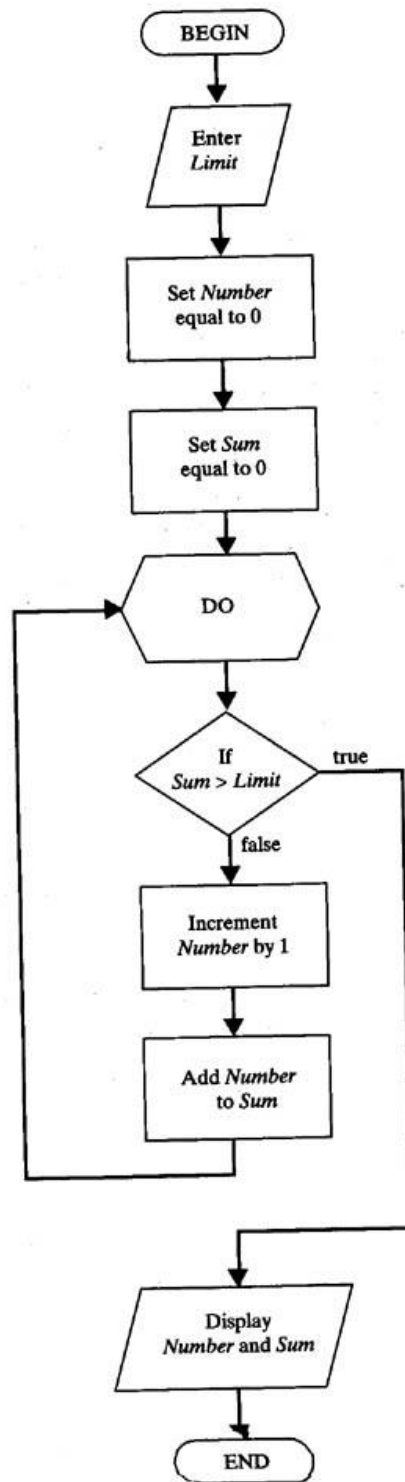 BEGIN
Enter
Limit
Set Number
equal to 0
Set Sum
equal to 0
DO
If
Sum > Limit
true
false
Increment
Number by 1
Add Number
to Sum
Display
Number and Sum
END